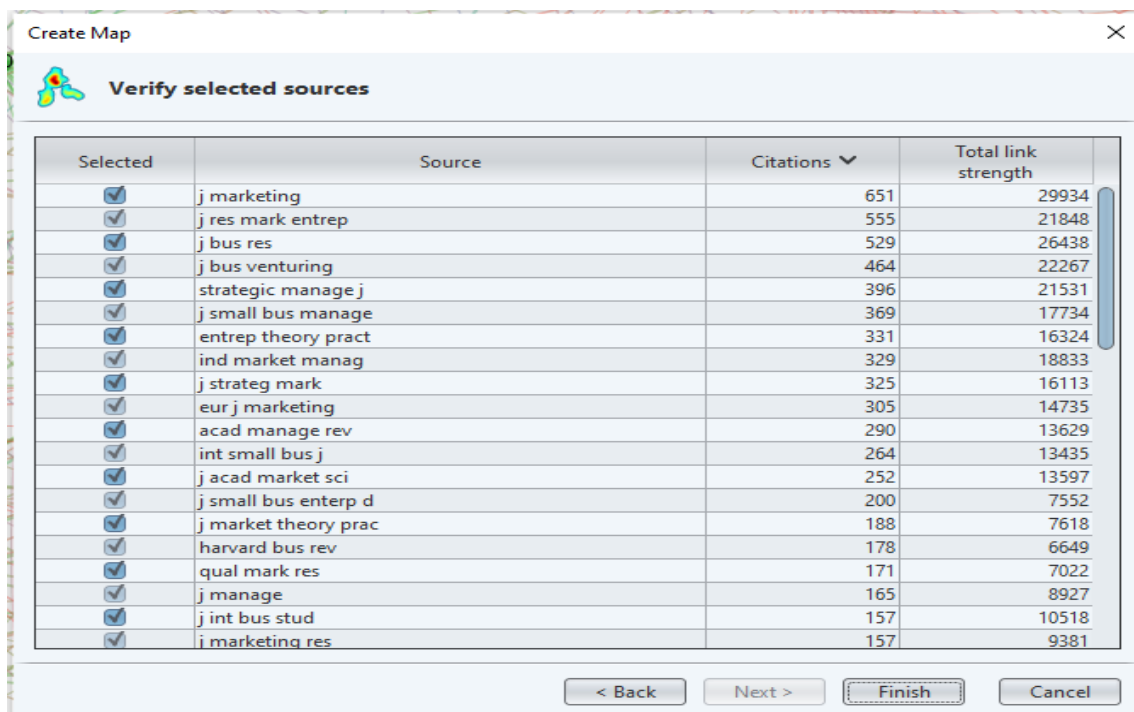 Create Map
Verify selected sources
Selected Source Citations Total link strength
j marketing 651 29934
j res mark entrep 555 21848
j bus res 529 26438
j bus venturing 464 22267
strategic manage j 396 21531
j small bus manage 369 17734
entrep theory pract 331 16324
ind market manag 329 18833
j strateg mark 325 16113
eur j marketing 305 14735
acad manage rev 290 13629
int small bus j 264 13435
j acad market sci 252 13597
j small bus enterp d 200 7552
j market theory prac 188 7618
harvard bus rev 178 6649
qual mark res 171 7022
j manage 165 8927
j int bus stud 157 10518
j marketing res 157 9381
< Back Next > Finish Cancel